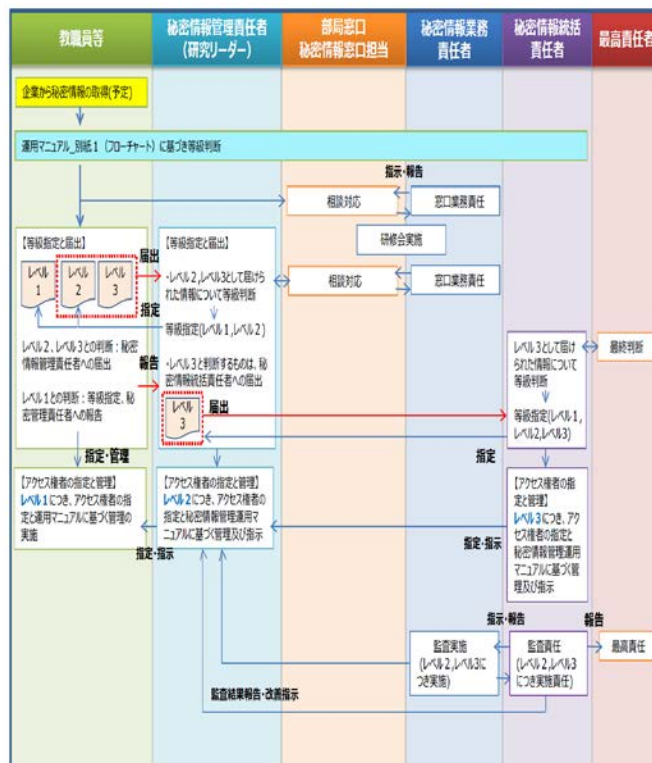 教職員等
秘密情報管理責任者
(研究リーダー)
部局窓口
秘密情報窓口担当
秘密情報業務
責任者
秘密情報統括
責任者
最高責任者
企業から秘密情報の取得(予定)
運用マニュアル_別紙1（フローチャート）に基づき等級判断
指示・報告
相談対応
窓口業務責任
研修会実施
【等級指定と届出】
レベル
1
レベル
2
レベル
3
届出
指定
レベル2、レベル3との判断：秘密
情報管理責任者への届出
報告
レベル1との判断：等級指定、秘
密管理責任者への報告
【等級指定と届出】
・レベル2,レベル3として届けら
れた情報について等級判断
等級指定(レベル1,レベル2)
・レベル3と判断するものは、秘
密情報統括責任者への届出
レベル
3
届出
相談対応
窓口業務責任
レベル3として届け
られた情報について
等級判断
等級指定(レベル1,
レベル2,レベル3)
最終判断
指定・管理
指定
【アクセス権者の指定と管理】
レベル1につき、アクセス権者の指
定と運用マニュアルに基づく管理の
実施
指定・指示
【アクセス権者の指定と管理】
レベル2につき、アクセス権者の
指定と秘密情報管理運用マ
ニュアルに基づく管理及び指示
指定・指示
【アクセス権者の指
定と管理】
レベル3につき、アク
セス権者の指定と
秘密情報管理運用
マニュアルに基づく管
理及び指示
指示・報告
報告
監査実施
(レベル2,レベル3に
つき実施)
監査責任
(レベル2,レベル3
につき実施責任)
最高責任
監査結果報告・改善指示